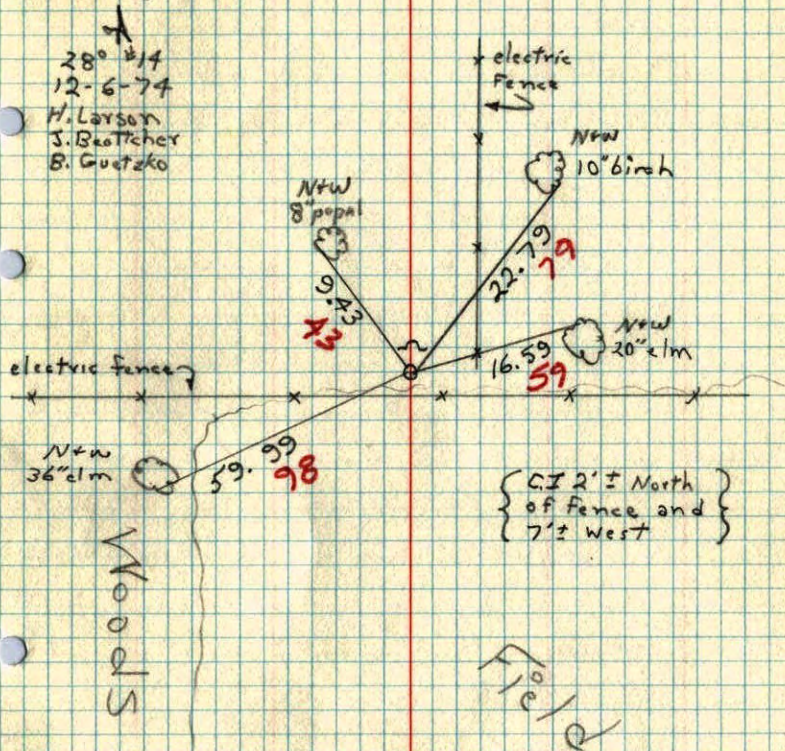 28° #14
12-6-74
H. Larson
J. Beottcher
B. Guetzko
electric
Fence
N+W
10"birch
N+W
8"popal
22.79
79
9.43
43
N+W
20"elm
16.59
59
electric fence
N+W
36"elm
59.99
98
C.I 2' ± North
of Fence and
7'± West
Woods
Field